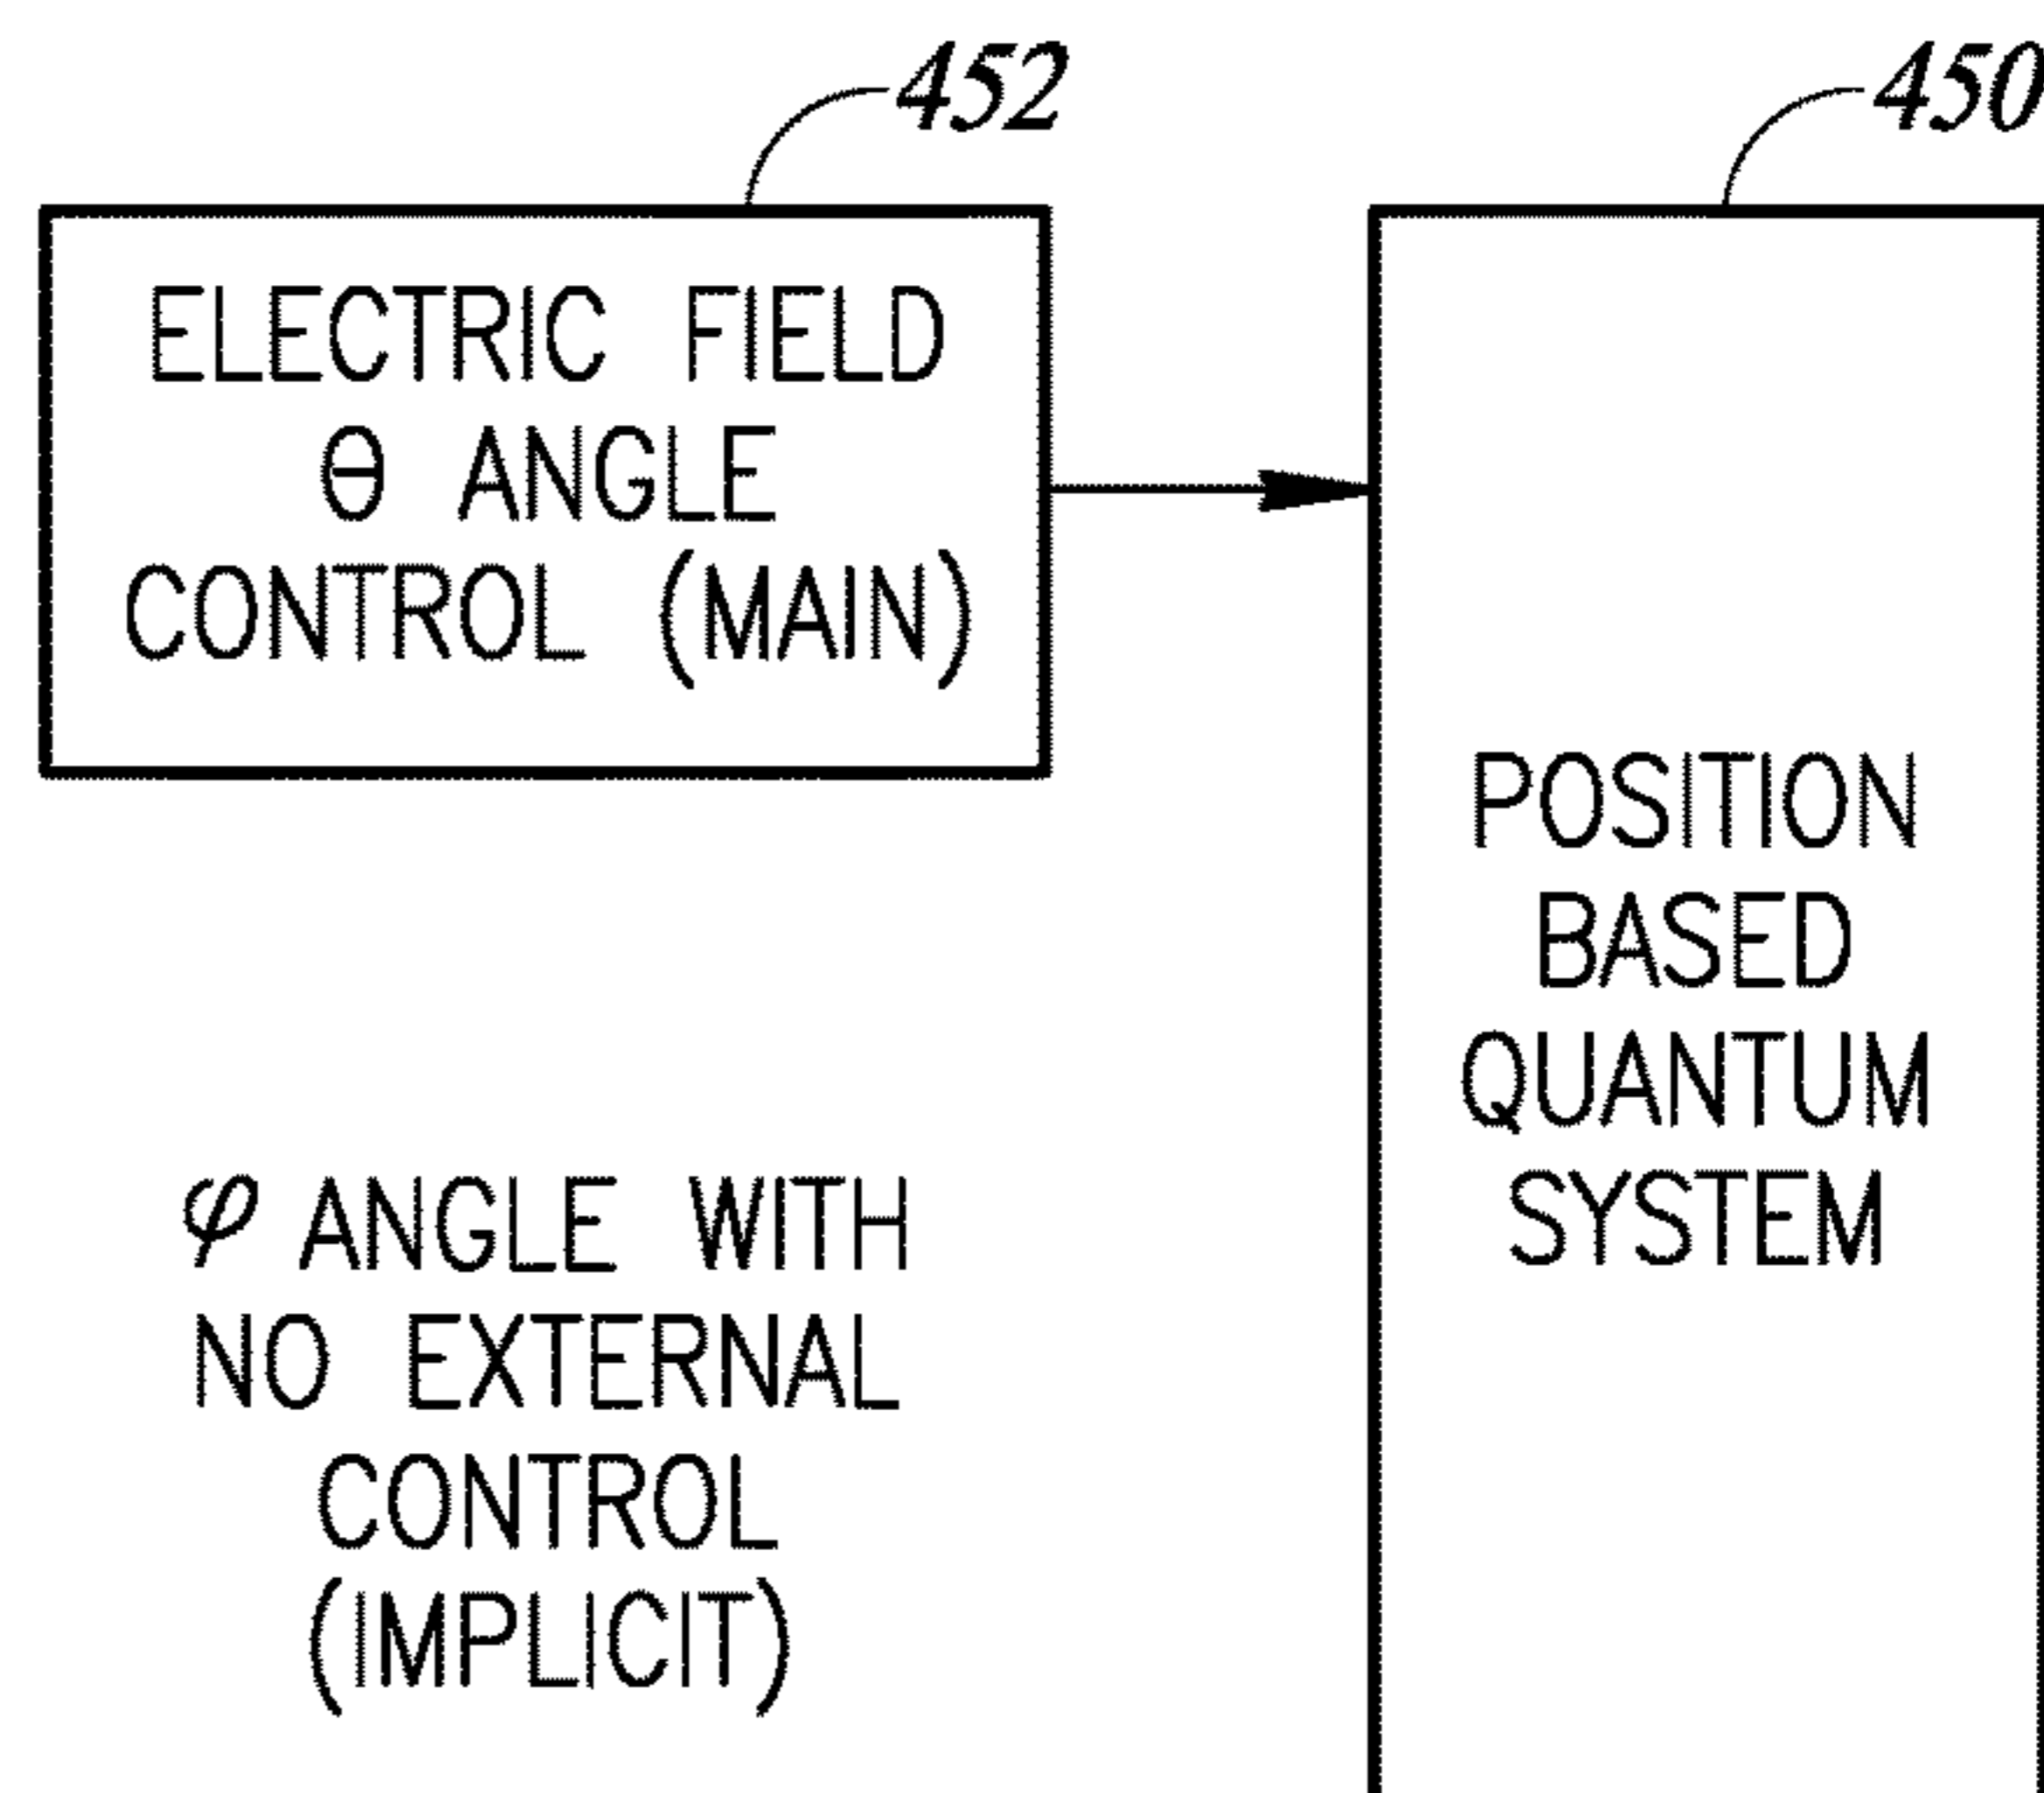 452
450
ELECTRIC FIELD
θ ANGLE
CONTROL (MAIN)
POSITION
BASED
QUANTUM
SYSTEM
φ ANGLE WITH
NO EXTERNAL
CONTROL
(IMPLICIT)